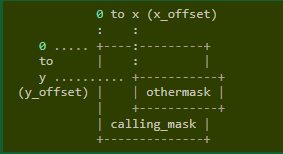 0 to x (x_offset)
: :
0 ..... +----:---------+
to | : |
y .......... +-----------+
(y_offset) | | othermask |
| +-----------+
| calling_mask |
+--------------+